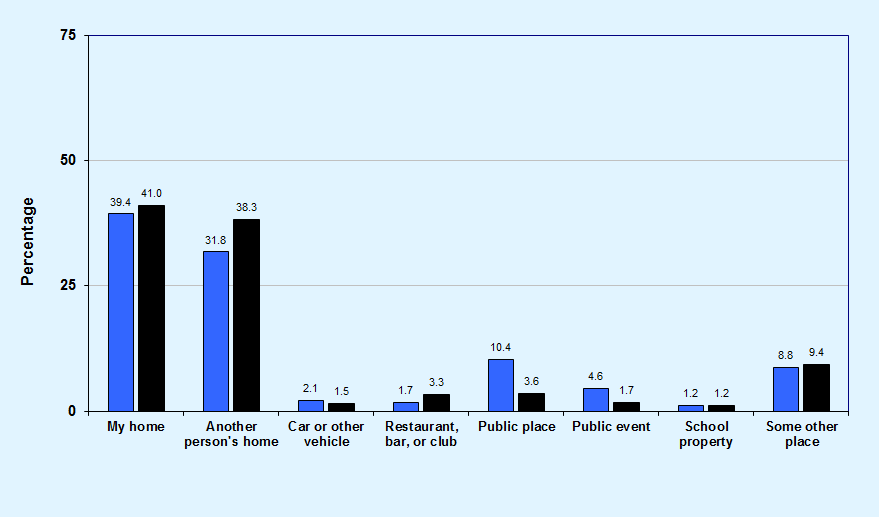 75
50
25
0
Percentage
39.4
41.0
31.8
38.3
2.1
1.5
1.7
3.3
10.4
3.6
4.6
1.7
1.2
1.2
8.8
9.4
My home
Another
person's home
Car or other
vehicle
Restaurant,
bar, or club
Public place
Public event
School
property
Some other
place